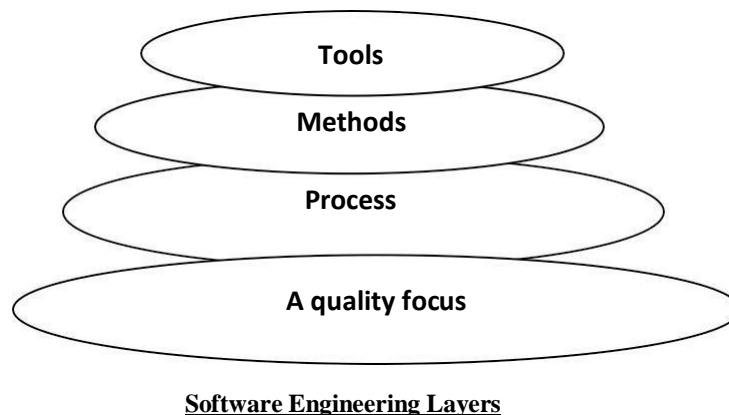 Tools
Methods
Process
A quality focus
Software Engineering Layers